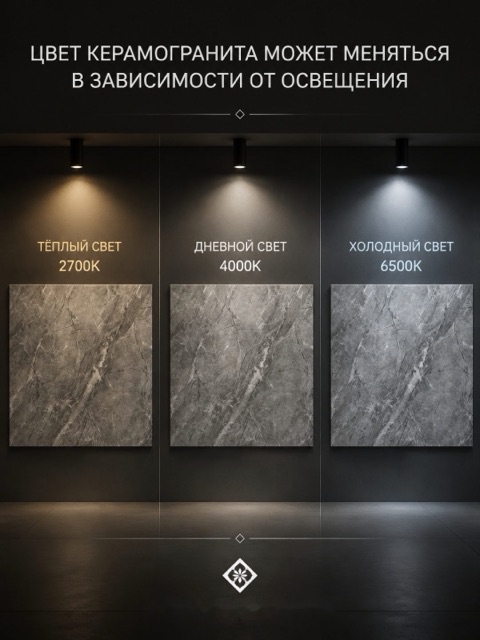 ЦВЕТ КЕРАМОГРАНИТА МОЖЕТ МЕНЯТЬСЯ
В ЗАВИСИМОСТИ ОТ ОСВЕЩЕНИЯ
ТЁПЛЫЙ СВЕТ
2700K
ДНЕВНОЙ СВЕТ
4000K
ХОЛОДНЫЙ СВЕТ
6500K